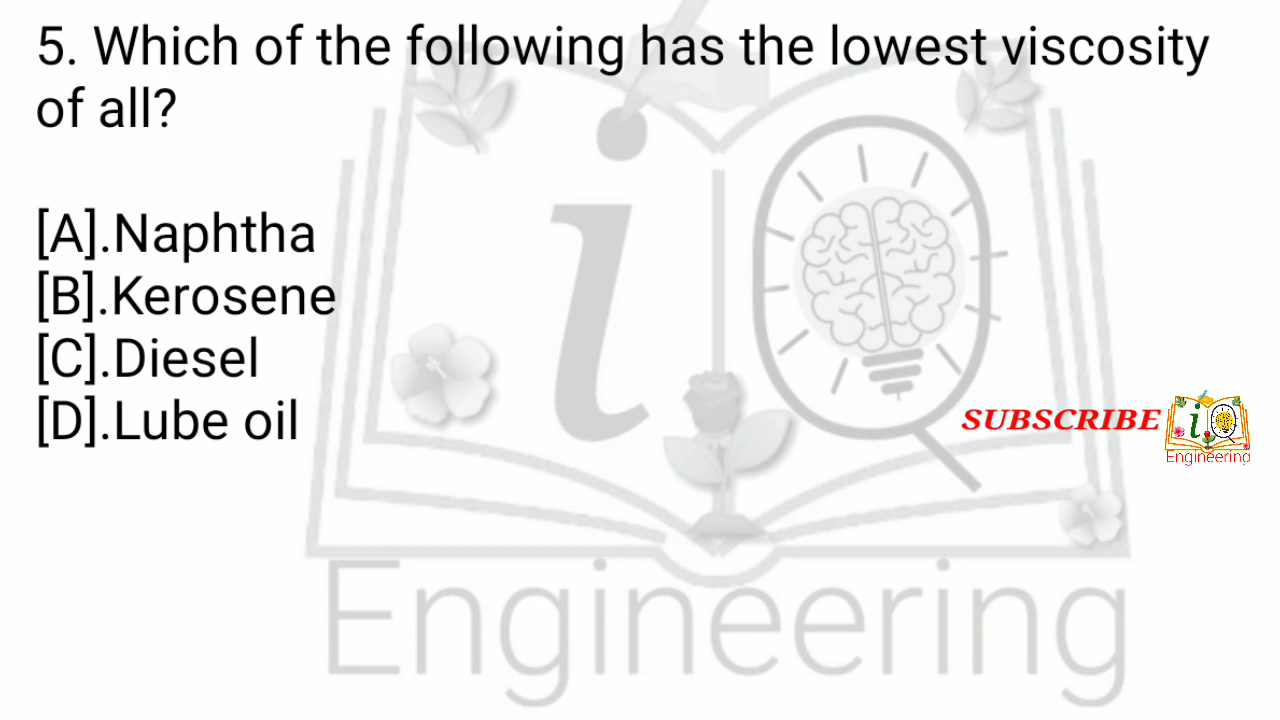 5. Which of the following has the lowest viscosity
of all?
[A].Naphtha
[B].Kerosene
[C].Diesel
[D].Lube oil
SUBSCRIBE
i
Engineering
i
Engineering